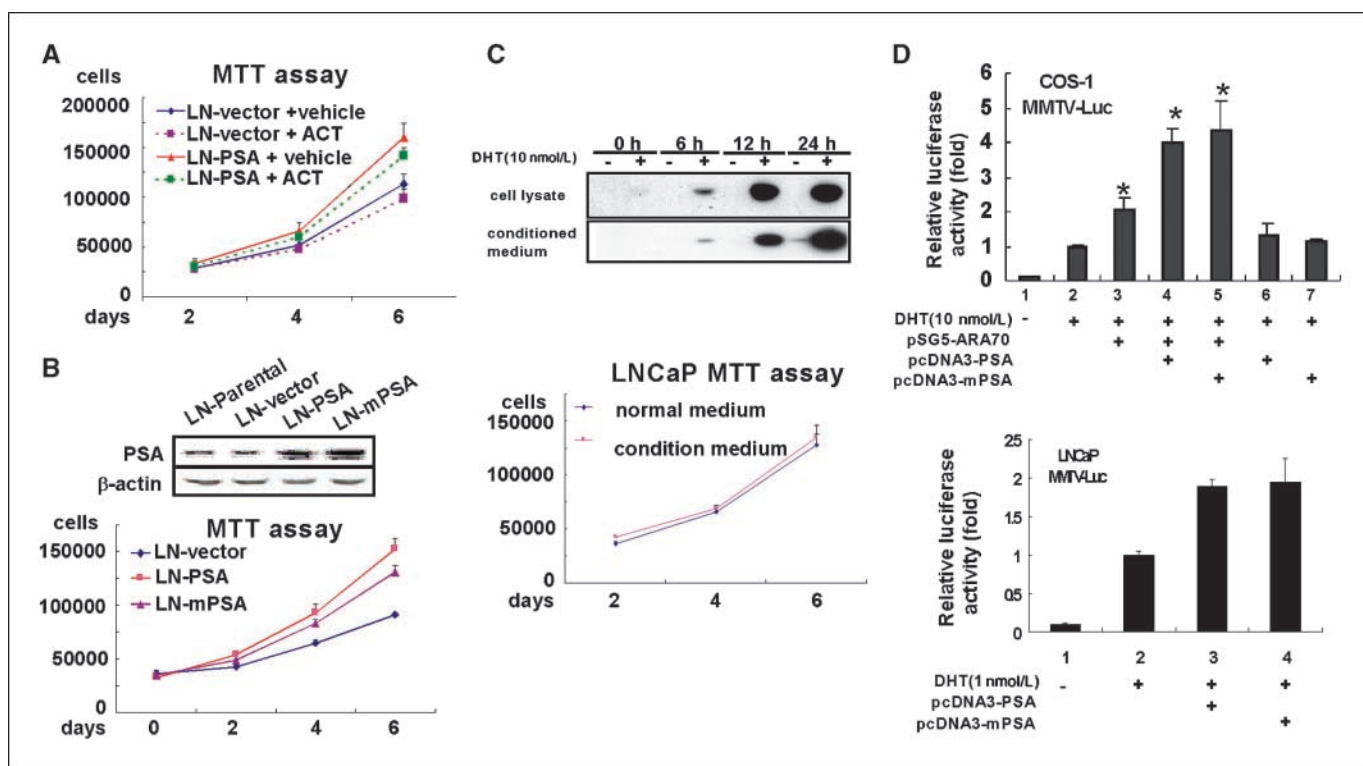 A
MTT assay
cells
200000
150000
100000
50000
0
LN-vector +vehicle
LN-vector + ACT
LN-PSA + vehicle
LN-PSA + ACT
days 2 4 6
B
LN-Parental
LN-vector
LN-PSA
LN-mPSA
PSA
β-actin
MTT assay
cells
150000
100000
50000
0
LN-vector
LN-PSA
LN-mPSA
days 0 2 4 6
C
0 h 6 h 12 h 24 h
DHT(10 nmol/L) - + - + - + - +
cell lysate
conditioned
medium
LNCaP MTT assay
cells
150000
100000
50000
0
normal medium
condition medium
days 2 4 6
D
COS-1
MMTV-Luc
Relative luciferase
activity (fold)
6
5
4
3
2
1
0
* * *
1 2 3 4 5 6 7
DHT(10 nmol/L) - + + + + + +
pSG5-ARA70 + + +
pcDNA3-PSA + +
pcDNA3-mPSA + +
LNCaP
MMTV-Luc
Relative luciferase
activity (fold)
25
2
15
1
05
0
1 2 3 4
DHT(1 nmol/L) - + + +
pcDNA3-PSA +
pcDNA3-mPSA +